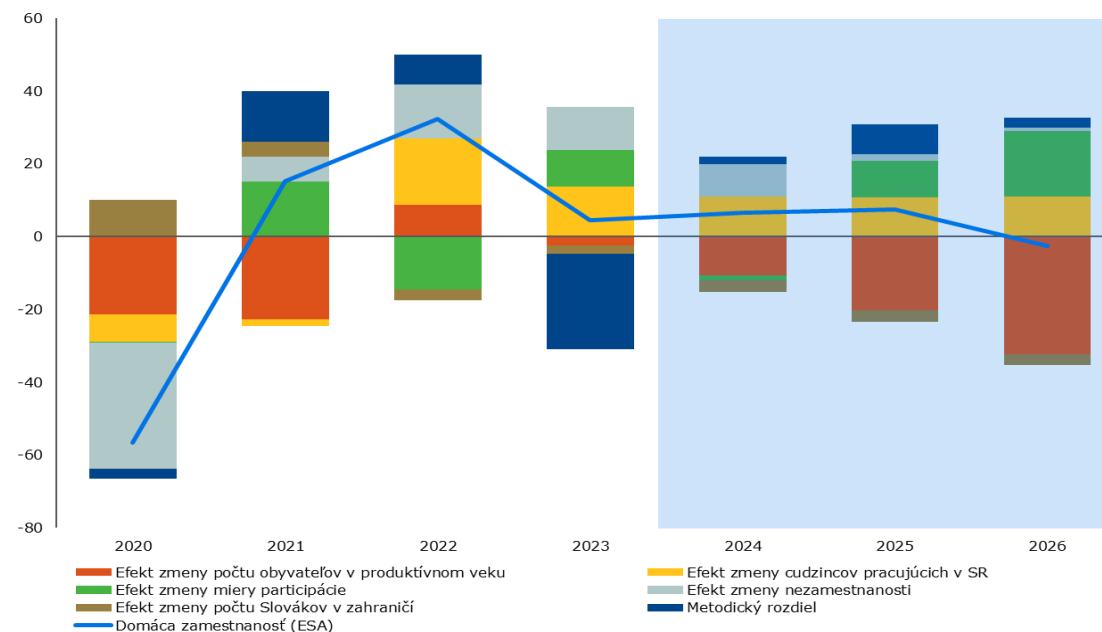 60
40
20
0
-20
-40
-60
-80
2020 2021 2022 2023 2024 2025 2026
Efekt zmeny počtu obyvateľov v produktívnom veku
Efekt zmeny cudzincov pracujúcich v SR
Efekt zmeny miery participácie
Efekt zmeny nezamestnanosti
Efekt zmeny počtu Slovákov v zahraničí
Metodický rozdiel
Domáca zamestnanosť (ESA)